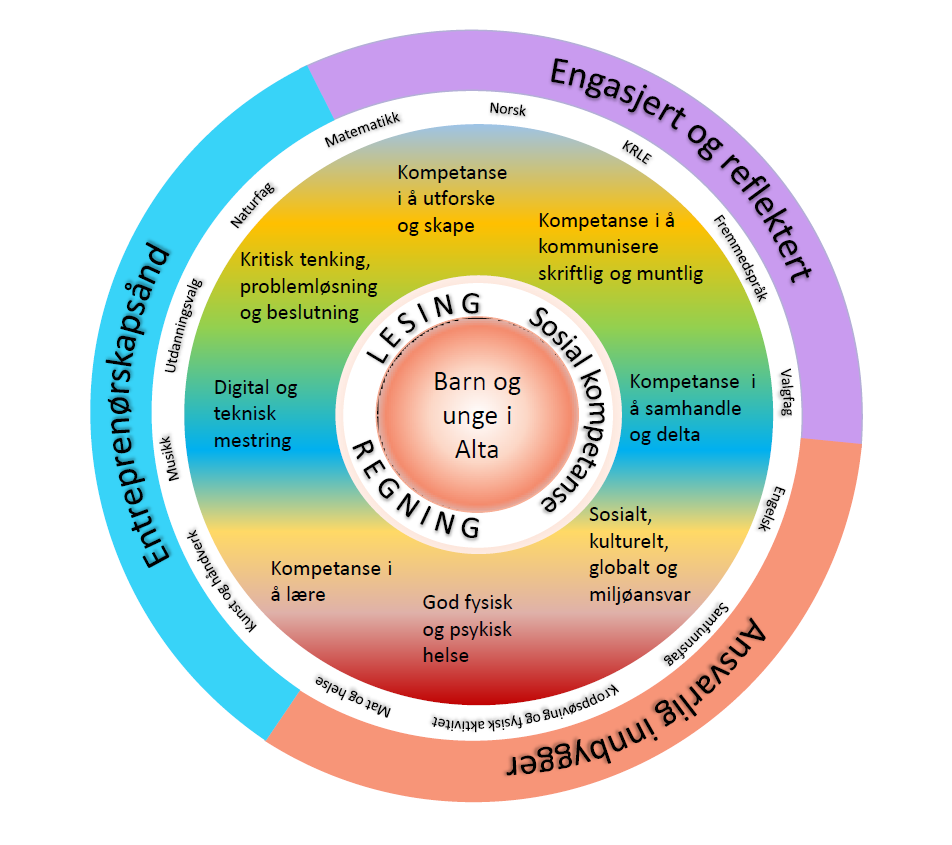 Engasjert og reflektert
Ansvarlig innbygger
Entreprenørskapsånd
Matematikk
Norsk
KRLE
Fremmedspråk
Valgfag
Engelsk
Samfunnsfag
Kroppsøving og fysisk aktivitet
Mat og helse
Kunst og håndverk
Musikk
Utdanningsvalg
Naturfag
Kompetanse
i å utforske
og skape
Kompetanse i å
kommunisere
skriftlig og muntlig
Kompetanse i
å samhandle
og delta
Sosialt,
kulturelt,
globalt og
miljøansvar
God fysisk
og psykisk
helse
Kompetanse i
å lære
Digital og
teknisk
mestring
Kritisk tenking,
problemløsning
og beslutning
LESING
Sosial kompetanse
REGNING
Barn og
unge i
Alta